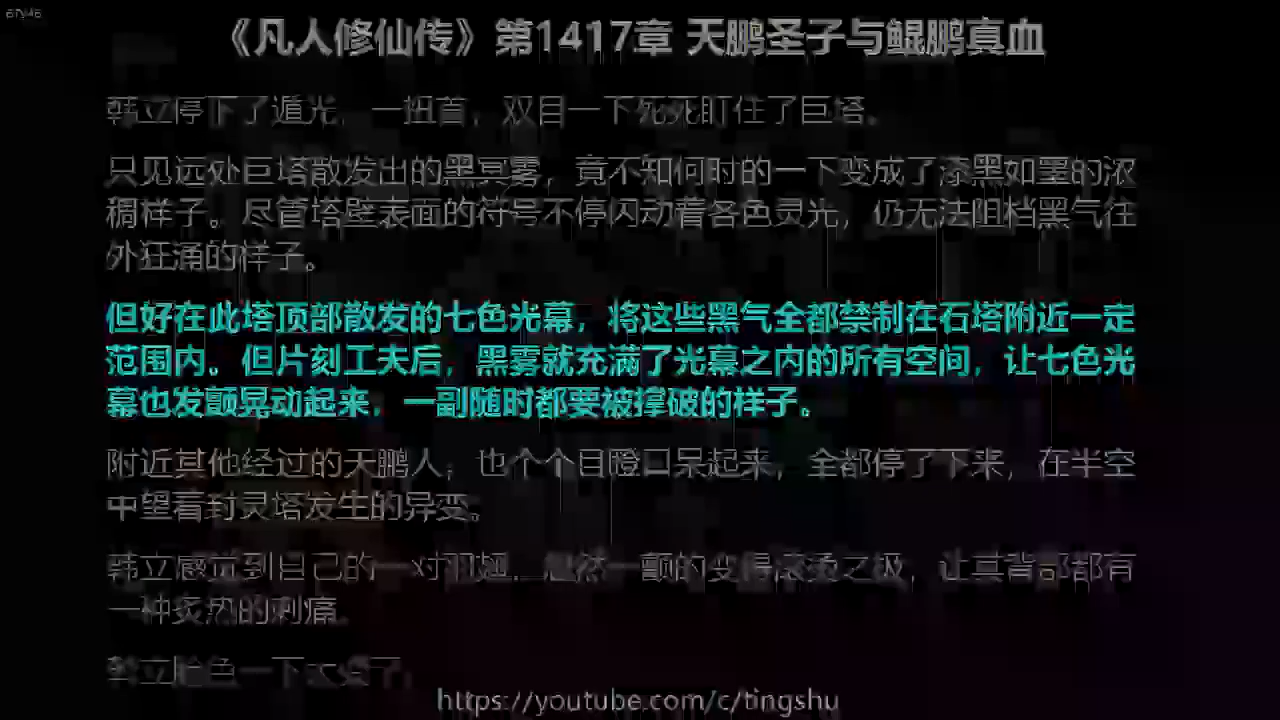 《凡人修仙传》第1417章 天鹏圣子与鲲鹏真血
韩立停下了遁光，一扭首，双目一下死死盯住了巨塔。
只见远处巨塔散发出的黑冥雾，竟不知何时的一下变成了漆黑如墨的浓
稠样子。尽管塔壁表面的符号不停闪动着各色灵光，仍无法阻档黑气往
外狂涌的样子。
但好在此塔顶部散发的七色光幕，将这些黑气全都禁制在石塔附近一定
范围内。但片刻工夫后，黑雾就充满了光幕之内的所有空间，让七色光
幕也发颤晃动起来，一副随时都要被撑破的样子。
附近其他经过的天鹏人，也个个目瞪口呆起来，全都停了下来，在半空
中望着到灵塔发生的异变。
韩立感觉到自己的一对羽翅，忽然一颤的变得滚烫之极，让其背部都有
一种炙热的刺痛。
韩立脸色一下大变了。
https://youtube.com/c/tingshu